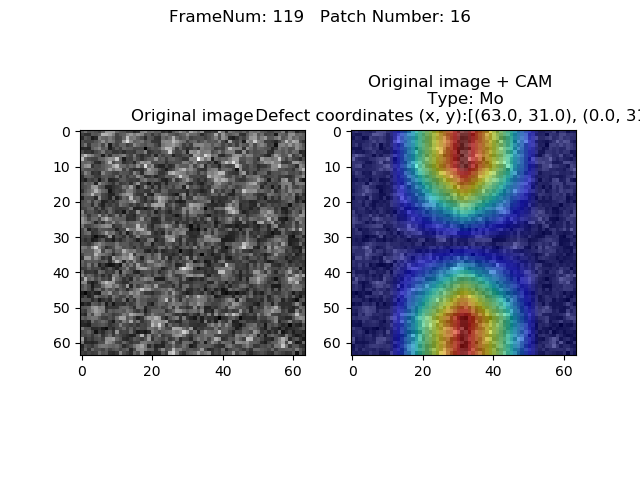 FrameNum: 119   Patch Number: 16
Original image + CAM
Type: Mo
Original image
Defect coordinates (x, y):[(63.0, 31.0), (0.0, 31
0
10
20
30
40
50
60
0 20 40 60
0
10
20
30
40
50
60
0 20 40 60